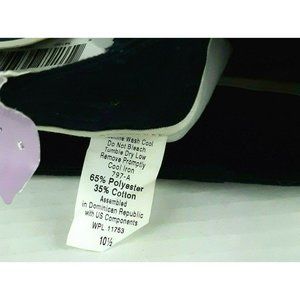 Machine Wash Cool
Do Not Bleach
Tumble Dry Low
Remove Promptly
Cool Iron
797-A
65% Polyester
35% Cotton
Assembled
in Dominican Republic
with US Components
WPL 11753
10½